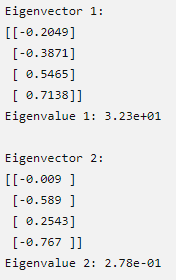 Eigenvector 1:
[[-0.2049]
[-0.3871]
[ 0.5465]
[ 0.7138]]
Eigenvalue 1: 3.23e+01
Eigenvector 2:
[[-0.009 ]
[-0.589 ]
[ 0.2543]
[-0.767 ]]
Eigenvalue 2: 2.78e-01